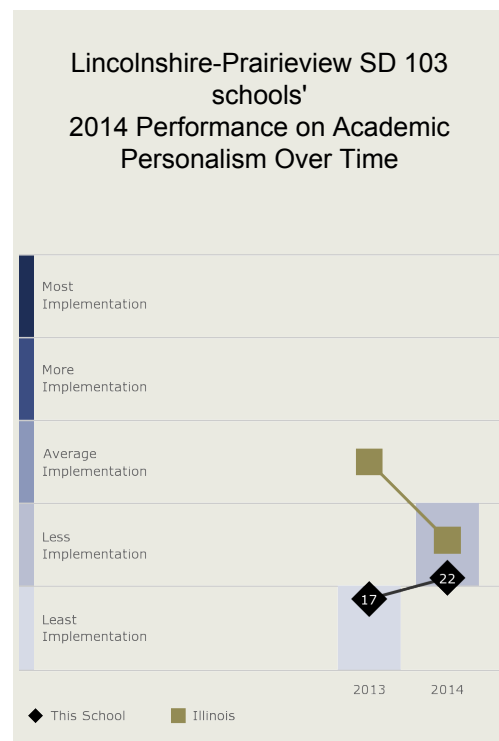 Lincolnshire-Prairieview SD 103
schools'
2014 Performance on Academic
Personalism Over Time
Most
Implementation
More
Implementation
Average
Implementation
Less
Implementation
22
17
Least
Implementation
2013 2014
This School Illinois